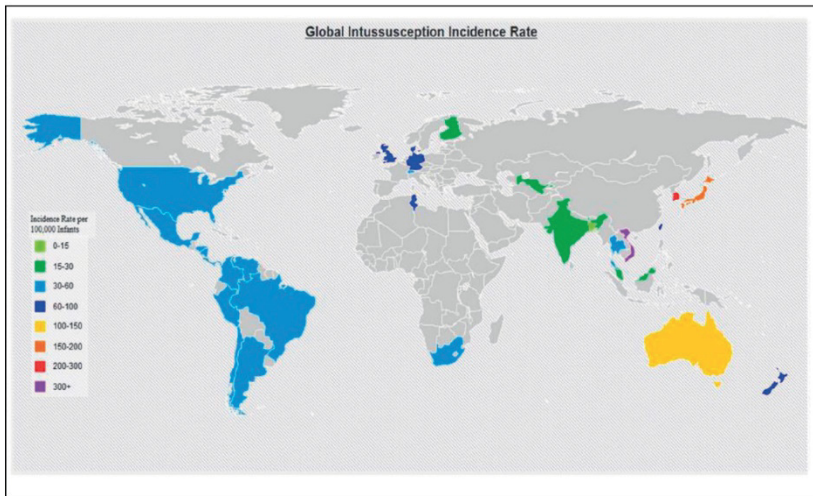 Global Intussusception Incidence Rate
Incidence Rate per
100,000 Infants
0-15
15-30
30-60
60-100
100-150
150-200
200-300
300+